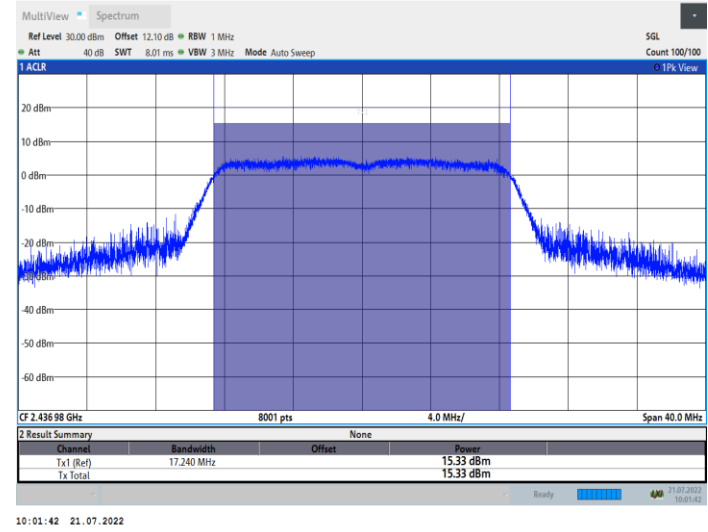 MultiView Spectrum
Ref Level 30.00 dBm Offset 12.10 dB RBW 1 MHz SGL
Att 40 dB SWT 8.01 ms VBW 3 MHz Mode Auto Sweep Count 100/100
1 ACLR 1Pk View
20 dBm
10 dBm
0 dBm
-10 dBm
-20 dBm
-30 dBm
-40 dBm
-50 dBm
-60 dBm
CF 2.436 98 GHz 8001 pts 4.0 MHz/ Span 40.0 MHz
2 Result Summary None
Channel Bandwidth Offset Power
Tx1 (Ref) 17.240 MHz 15.33 dBm
Tx Total 15.33 dBm
Ready 21.07.2022
10:01:42
10:01:42 21.07.2022